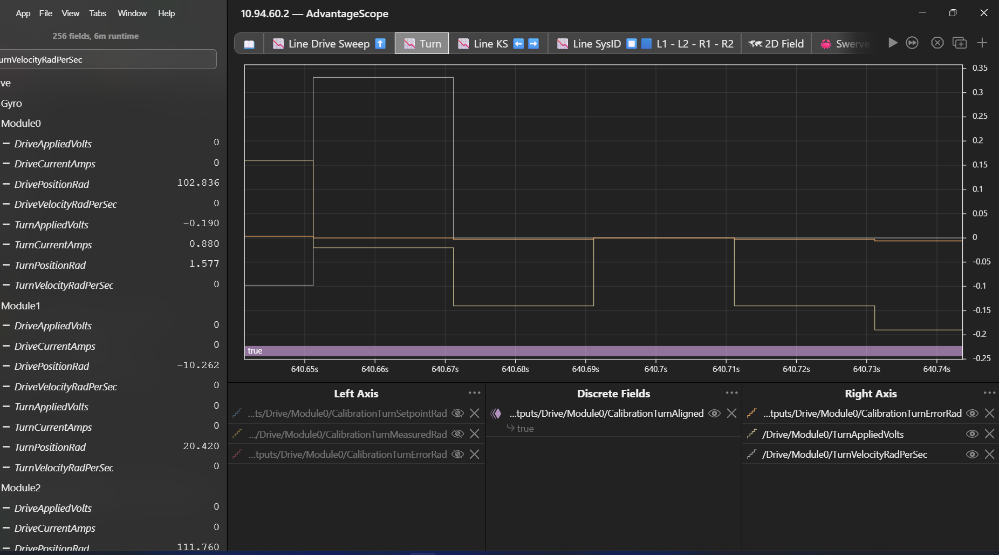 App File View Tabs Window Help
10.94.60.2 — AdvantageScope
256 fields, 6m runtime
Line Drive Sweep Turn Line KS Line SysID L1 - L2 - R1 - R2 2D Field Swerve
urnVelocityRadPerSec
ve
Gyro
Module0
DriveAppliedVolts 0
DriveCurrentAmps 0
DrivePositionRad 102.836
DriveVelocityRadPerSec 0
TurnAppliedVolts -0.190
TurnCurrentAmps 0.880
TurnPositionRad 1.577
TurnVelocityRadPerSec 0
Module1
DriveAppliedVolts 0
DriveCurrentAmps 0
DrivePositionRad -10.262
DriveVelocityRadPerSec 0
TurnAppliedVolts 0
TurnCurrentAmps 0
TurnPositionRad 20.420
TurnVelocityRadPerSec 0
Module2
DriveAppliedVolts 0
DriveCurrentAmps 0
DrivePositionRad 111.760
0.35
0.3
0.25
0.2
0.15
0.1
0.05
0
-0.05
-0.1
-0.15
-0.2
-0.25
true
640.65s 640.66s 640.67s 640.68s 640.69s 640.7s 640.71s 640.72s 640.73s 640.74s
Left Axis
...ts/Drive/Module0/CalibrationTurnSetpointRad
.../Drive/Module0/CalibrationTurnMeasuredRad
...tputs/Drive/Module0/CalibrationTurnErrorRad
Discrete Fields
...tputs/Drive/Module0/CalibrationTurnAligned
true
Right Axis
...tputs/Drive/Module0/CalibrationTurnErrorRad
/Drive/Module0/TurnAppliedVolts
/Drive/Module0/TurnVelocityRadPerSec